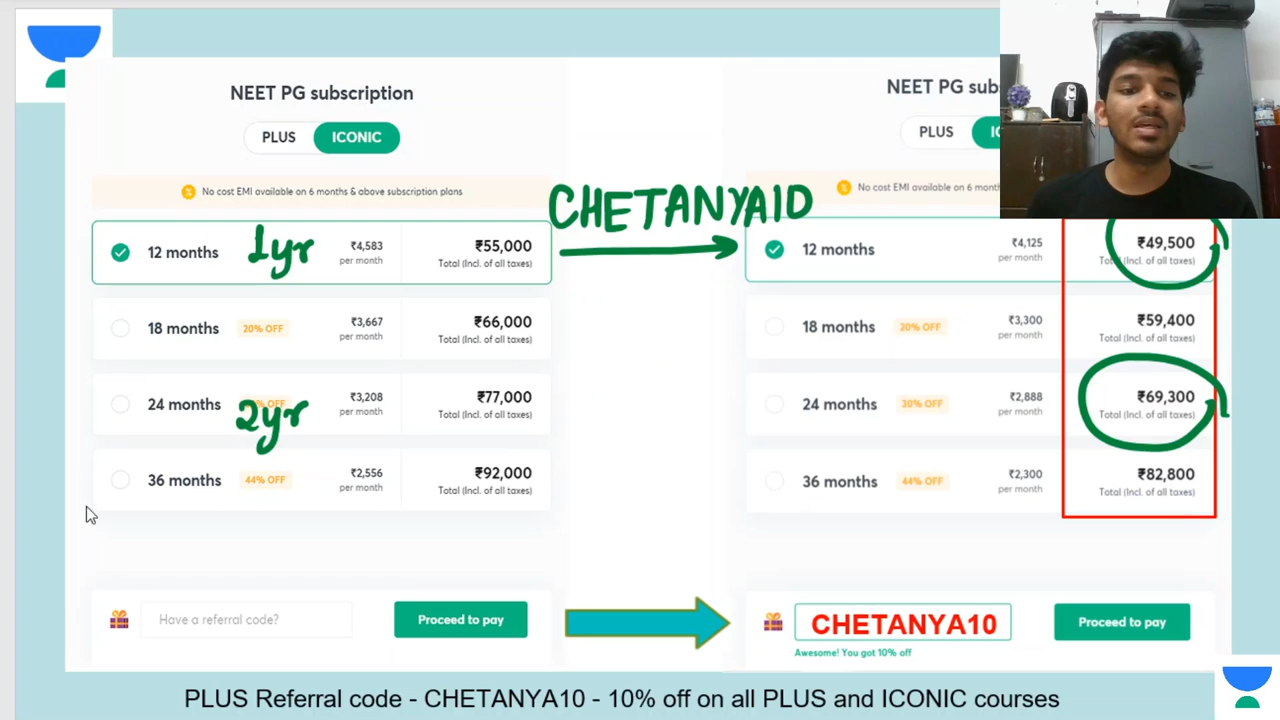 NEET PG subscription
PLUS ICONIC
No cost EMI available on 6 months & above subscription plans
12 months 1yr ₹4,583 per month ₹55,000 Total (Incl. of all taxes)
18 months 20% OFF ₹3,667 per month ₹66,000 Total (Incl. of all taxes)
24 months 2yr ₹3,208 per month ₹77,000 Total (Incl. of all taxes)
36 months 44% OFF ₹2,556 per month ₹92,000 Total (Incl. of all taxes)
Have a referral code? Proceed to pay
CHETANYA10
NEET PG
PLUS
No cost EMI available on 6
12 months ₹4,125 per month ₹49,500 Total (Incl. of all taxes)
18 months 20% OFF ₹3,300 per month ₹59,400 Total (Incl. of all taxes)
24 months 30% OFF ₹2,888 per month ₹69,300 Total (Incl. of all taxes)
36 months 44% OFF ₹2,300 per month ₹82,800 Total (Incl. of all taxes)
CHETANYA10 Proceed to pay
Awesome! You got 10% off
PLUS Referral code - CHETANYA10 - 10% off on all PLUS and ICONIC courses